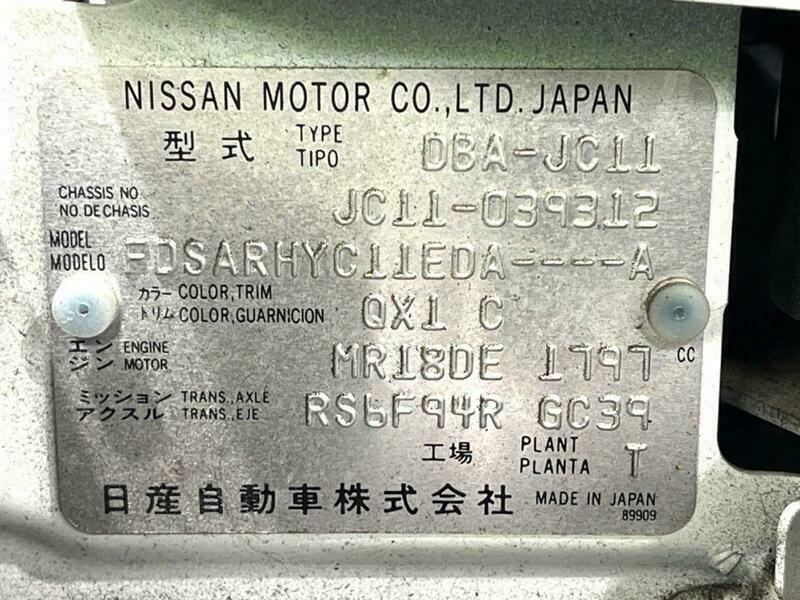 NISSAN MOTOR CO.,LTD. JAPAN
型式 TYPE TIPO DBA-JC11
CHASSIS NO
NO. DE CHASIS JC11-039312
MODEL
MODELO FDSARHYC11EDA----A
カラー COLOR,TRIM
トリム COLOR,GUARNICION QX1 C
エンジン ENGINE MOTOR MR18DE 1797 CC
ミッション TRANS.,AXLE
アクスル TRANS.,EJE RS6F94R GC39
工場 PLANT PLANTA T
日産自動車株式会社 MADE IN JAPAN
89909